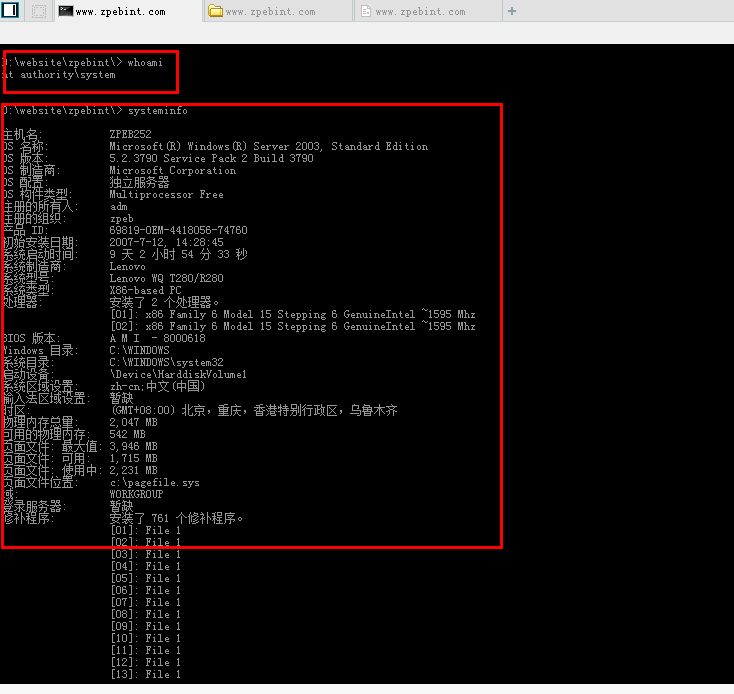 www.zpebint.com www.zpebint.com www.zpebint.com
D:\website\zpebint\> whoami
nt authority\system
D:\website\zpebint\> systeminfo
主机名: ZPEB252
OS 名称: Microsoft(R) Windows(R) Server 2003, Standard Edition
OS 版本: 5.2.3790 Service Pack 2 Build 3790
OS 制造商: Microsoft Corporation
OS 配置: 独立服务器
OS 构件类型: Multiprocessor Free
注册的所有人: adm
注册的组织: zpeb
产品 ID: 69819-OEM-4418056-74760
初始安装日期: 2007-7-12, 14:28:45
系统启动时间: 9 天 2 小时 54 分 33 秒
系统制造商: Lenovo
系统型号: Lenovo WQ T280/R280
系统类型: X86-based PC
处理器: 安装了 2 个处理器。
[01]: x86 Family 6 Model 15 Stepping 6 GenuineIntel ~1595 Mhz
[02]: x86 Family 6 Model 15 Stepping 6 GenuineIntel ~1595 Mhz
BIOS 版本: A M I - 8000618
Windows 目录: C:\WINDOWS
系统目录: C:\WINDOWS\system32
启动设备: \Device\HarddiskVolume1
系统区域设置: zh-cn;中文(中国)
输入法区域设置: 暂缺
时区: (GMT+08:00) 北京，重庆，香港特别行政区，乌鲁木齐
物理内存总量: 2,047 MB
可用的物理内存: 542 MB
页面文件: 最大值: 3,946 MB
页面文件: 可用: 1,715 MB
页面文件: 使用中: 2,231 MB
页面文件位置: c:\pagefile.sys
域: WORKGROUP
登录服务器: 暂缺
修补程序: 安装了 761 个修补程序。
[01]: File 1
[02]: File 1
[03]: File 1
[04]: File 1
[05]: File 1
[06]: File 1
[07]: File 1
[08]: File 1
[09]: File 1
[10]: File 1
[11]: File 1
[12]: File 1
[13]: File 1